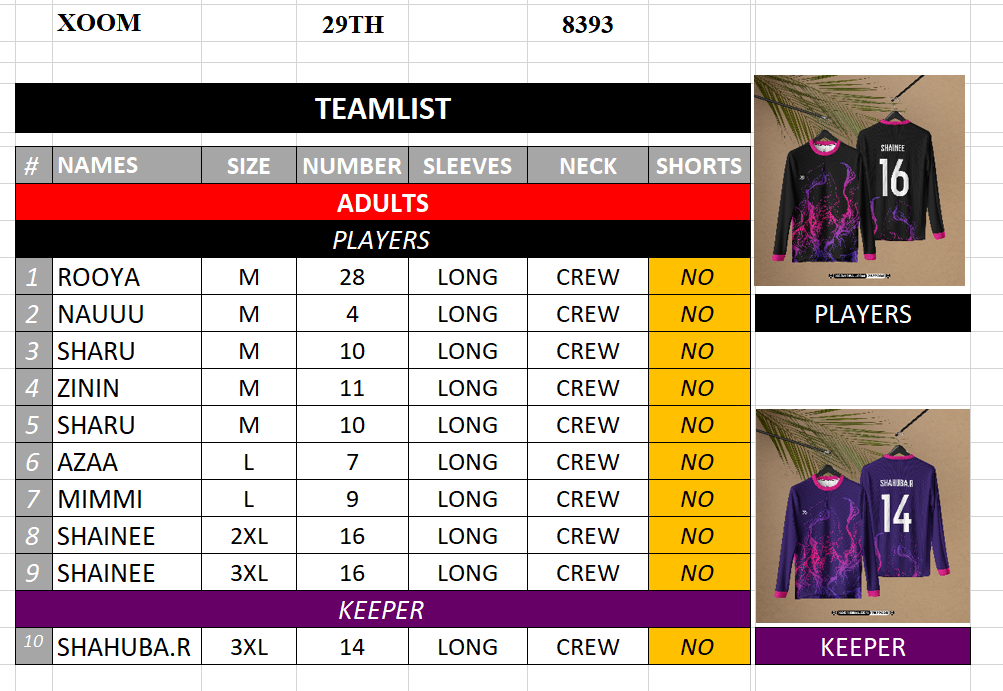 XOOM 29TH 8393
TEAMLIST
# NAMES SIZE NUMBER SLEEVES NECK SHORTS
ADULTS
PLAYERS
1 ROOYA M 28 LONG CREW NO
2 NAUUU M 4 LONG CREW NO
3 SHARU M 10 LONG CREW NO
4 ZININ M 11 LONG CREW NO
5 SHARU M 10 LONG CREW NO
6 AZAA L 7 LONG CREW NO
7 MIMMI L 9 LONG CREW NO
8 SHAINEE 2XL 16 LONG CREW NO
9 SHAINEE 3XL 16 LONG CREW NO
KEEPER
10 SHAHUBA.R 3XL 14 LONG CREW NO
SHAINEE
16
PLAYERS
SHAHUBA.R
14
KEEPER